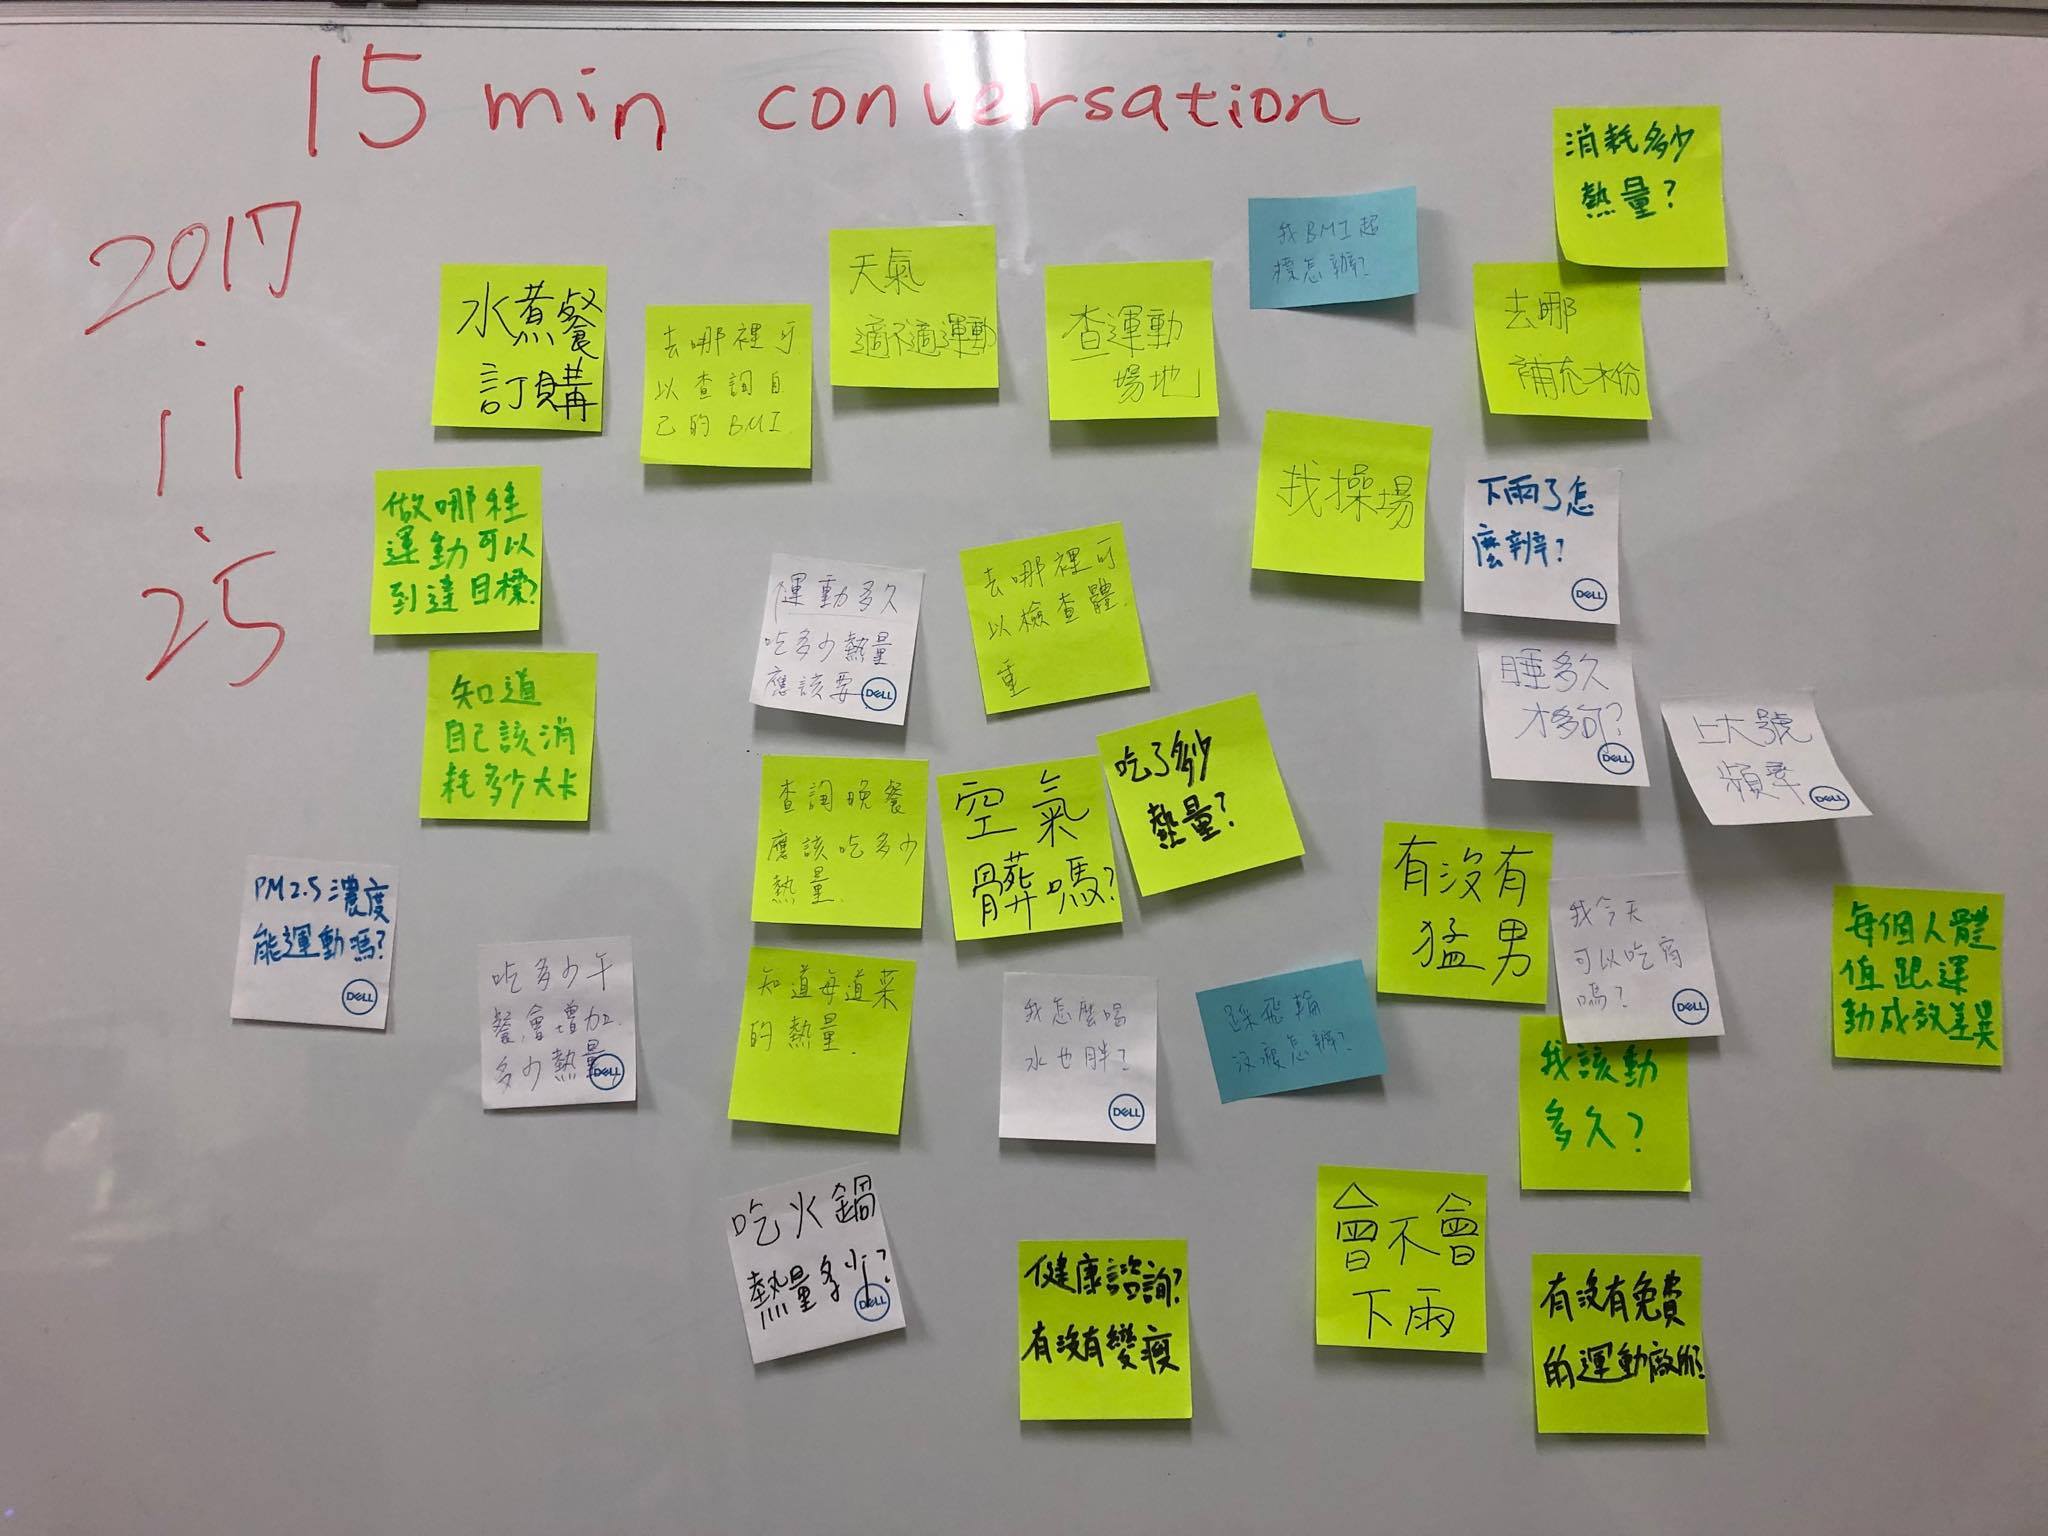 15 min conversation
2017
.
11
.
25
消耗多少
熱量?
我BMI超
標怎辦?
天氣
適不適運動
水煮餐
訂購
去哪裡可
以查詢自
己的BMI
查運動
場地
去哪
補充水份
找操場
做哪種
運動可以
到達目標?
下雨了怎
麼辦?
DELL
運動多久
吃多少熱量
應該要
DELL
去哪裡可
以檢查體
重
知道
自己該消
耗多少大卡
睡多久
才夠?
DELL
上大號
頻率
DELL
查詢晚餐
應該吃多少
熱量
空氣
髒嗎?
吃了多少
熱量?
有沒有
猛男
PM2.5濃度
能運動嗎?
DELL
我今天
可以吃宵
嗎?
DELL
每個人體
值跟運
動成效差異
吃多少午
餐會增加
多少熱量
DELL
知道每道菜
的熱量
我怎麼喝
水也胖?
DELL
踩飛輪
沒瘦怎辦?
我該動
多久?
吃火鍋
熱量多少?
DELL
健康諮詢?
有沒有變瘦
會不會
下雨
有沒有免費
的運動